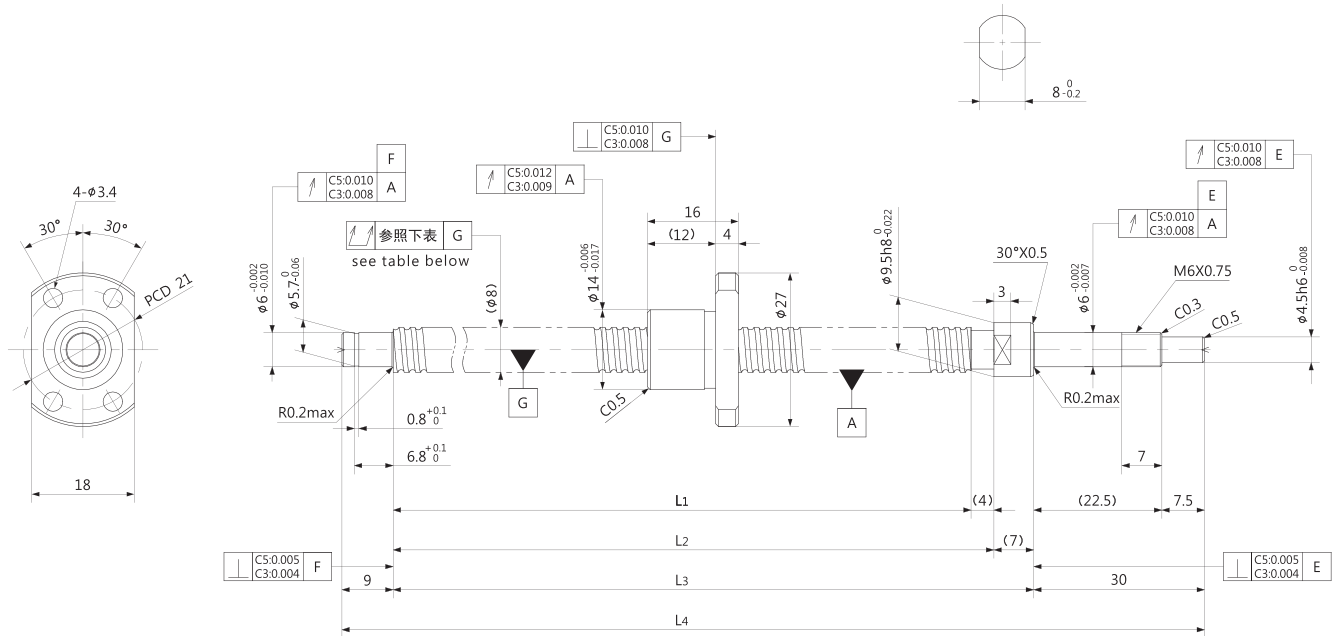 8 0 -0.2
C5:0.010 G
C3:0.008
F
C5:0.010 A
C3:0.008
C5:0.012 A
C3:0.009
C5:0.010 E
C3:0.008
E
C5:0.010 A
C3:0.008
4-φ3.4
30° 30°
PCD 21
18
φ6 -0.002 -0.010
φ5.7 0 -0.06
参照下表 G
see table below
(φ8)
φ14 -0.006 -0.017
16
(12) 4
φ27
φ9.5h8 0 -0.022
30°X0.5
3
φ6 -0.002 -0.007
M6X0.75
C0.3
C0.5
φ4.5h6 0 -0.008
R0.2max
G
C0.5
A
R0.2max
0.8 +0.1 0
6.8 +0.1 0
7
L1 (4) (22.5) 7.5
L2 (7)
C5:0.005 F
C3:0.004
C5:0.005 E
C3:0.004
9 L3 30
L4